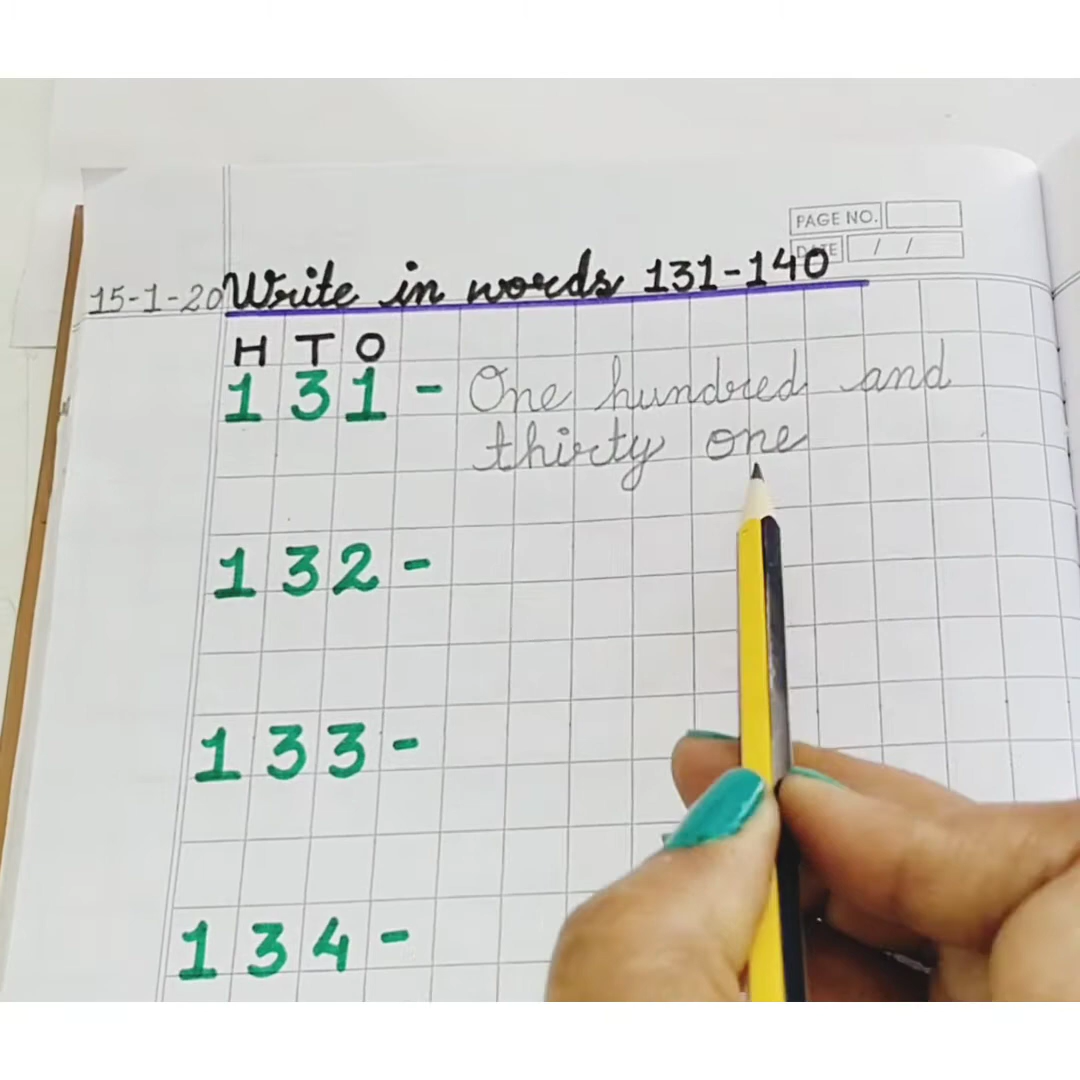 PAGE NO.
DATE / /
15-1-20 Write in words 131-140
H T O
131 - One hundred and
thirty one
132 -
133 -
134 -